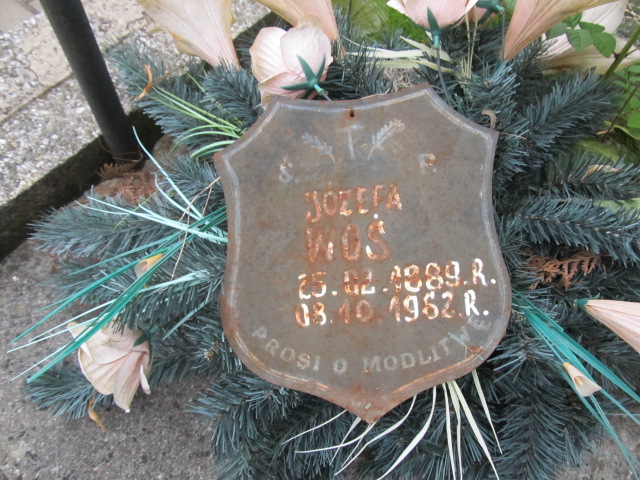 Ś. P.
JÓZEFA
WOŚ
25.02.1889.R.
08.10.1962.R.
PROSI O MODLITWĘ